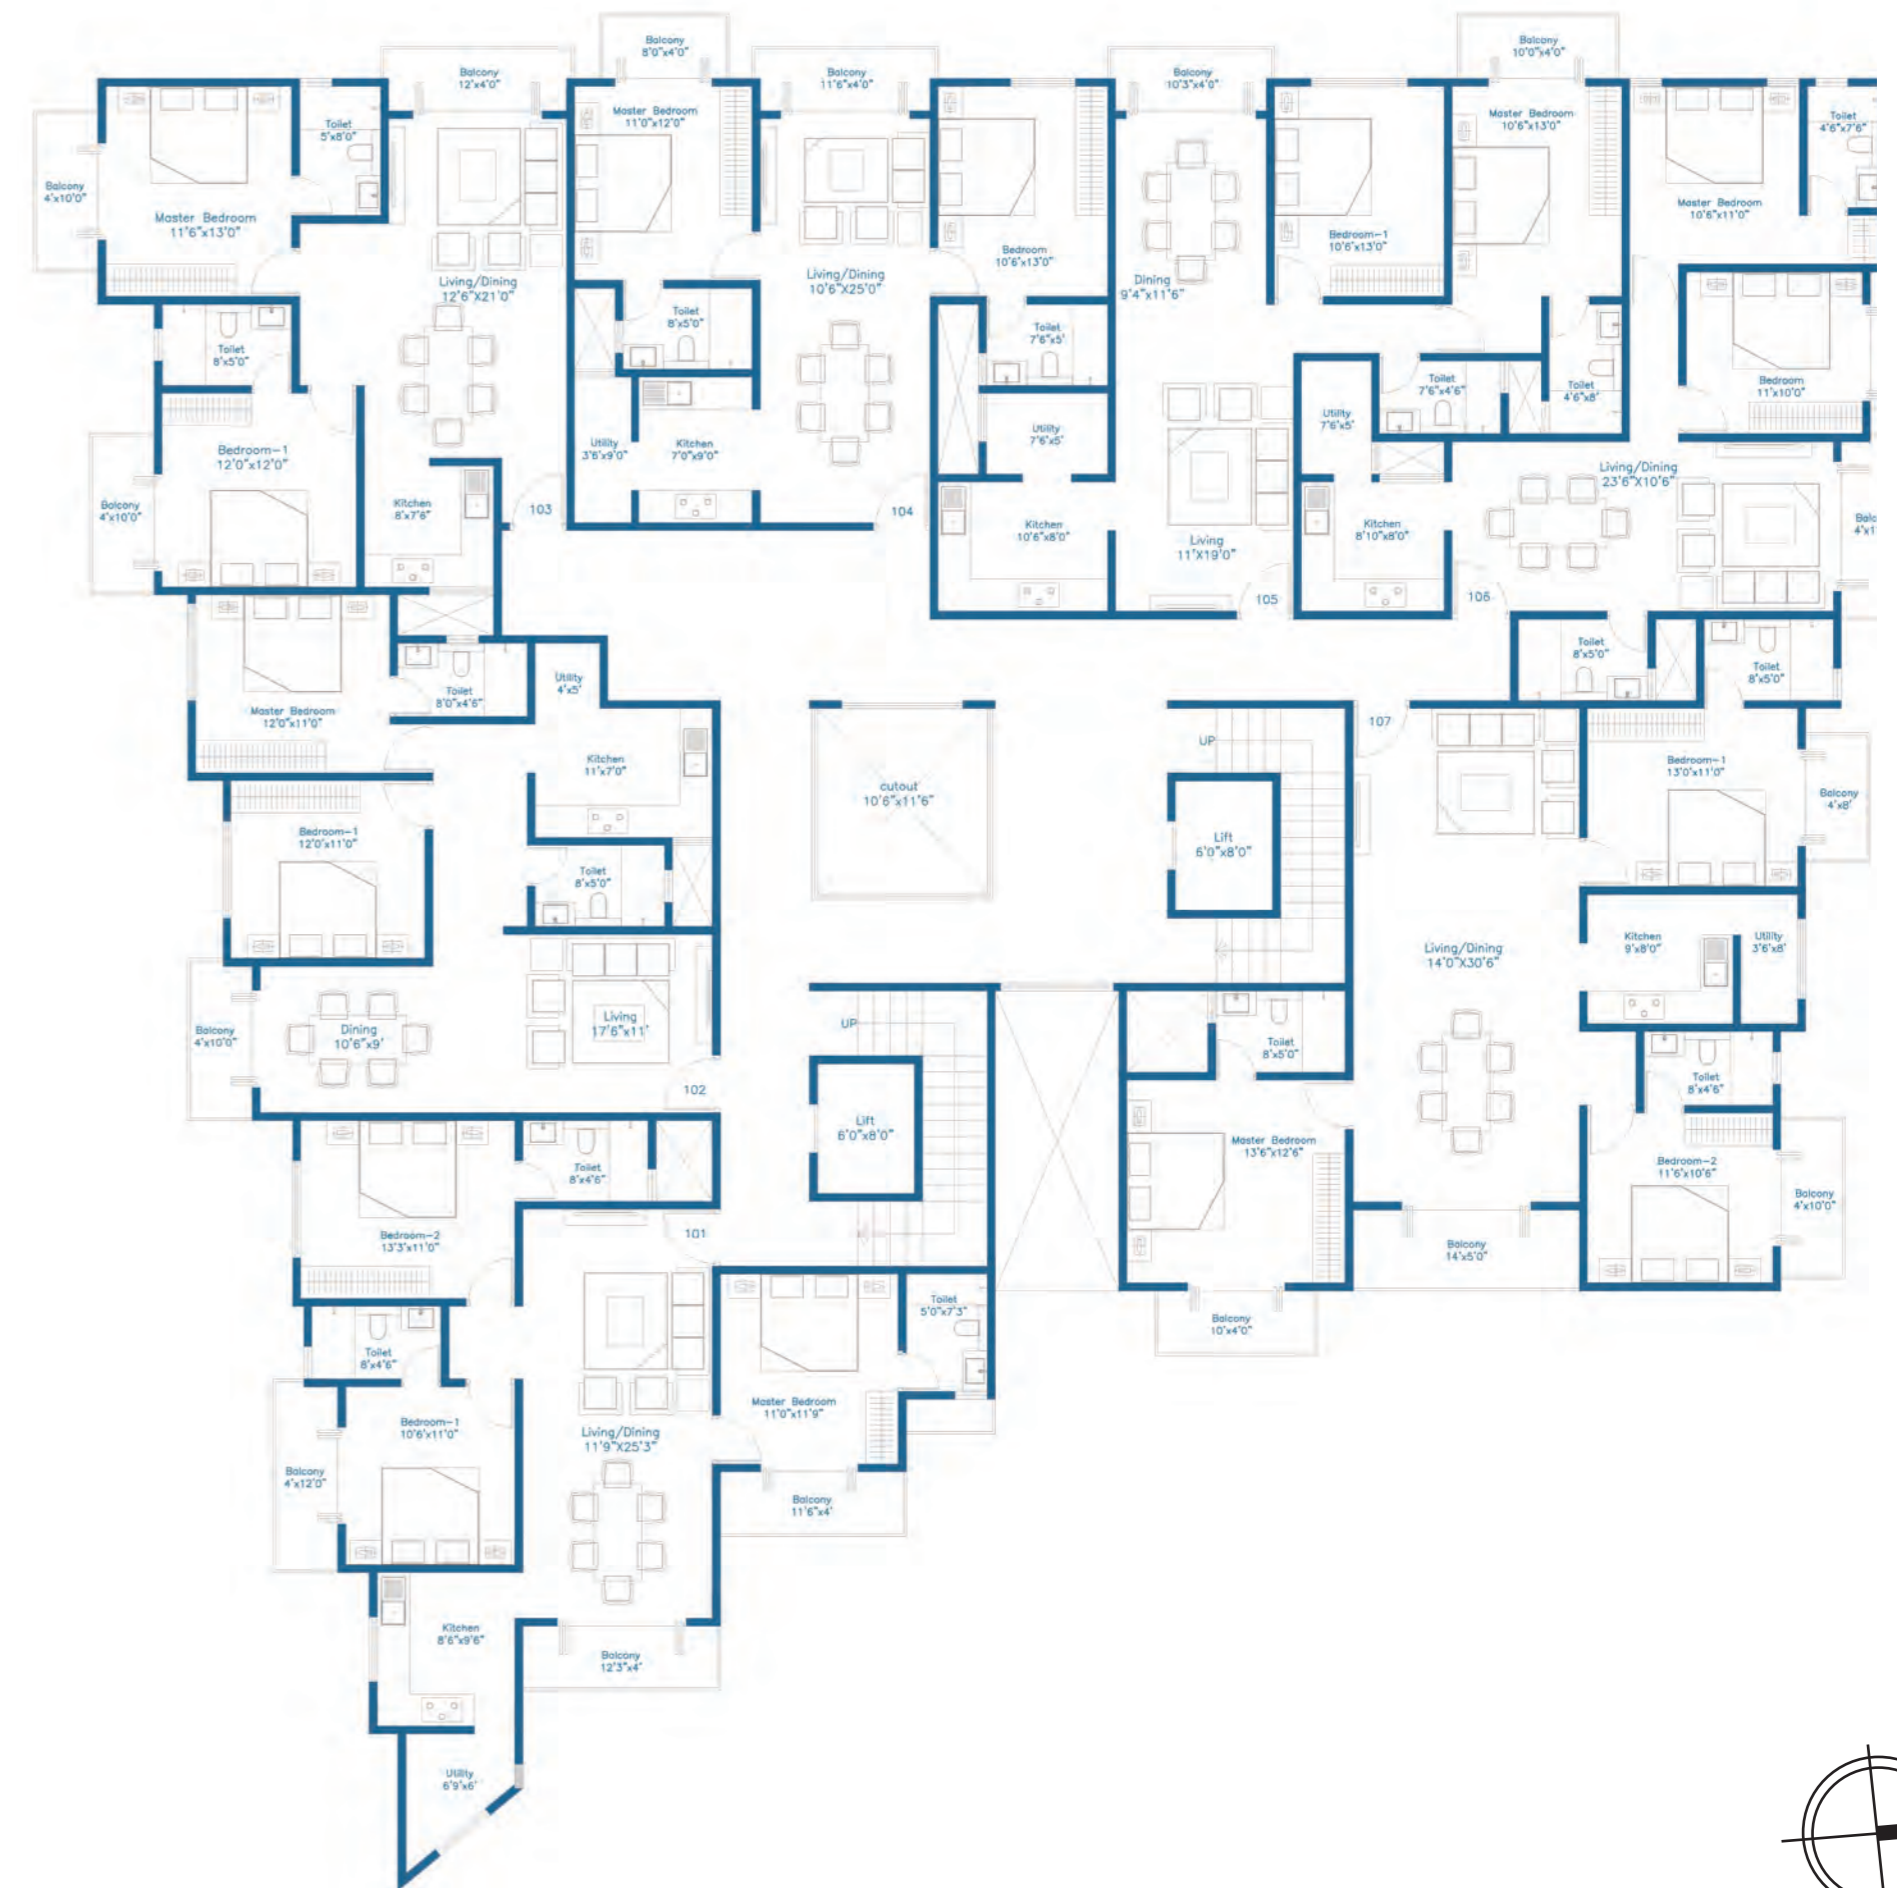 Balcony
8'0"x4'0"
Balcony
10'0"x4'0"
Balcony
12'x4'0"
Balcony
11'6"x4'0"
Balcony
10'3"x4'0"
Master Bedroom
11'0"x12'0"
Master Bedroom
10'6"x13'0"
Toilet
5'x8'0"
Toilet
4'6"x7'6"
Balcony
4'x10'0"
Master Bedroom
11'6"x13'0"
Master Bedroom
10'6"x11'0"
Bedroom-1
10'6"x13'0"
Bedroom
10'6"x13'0"
Living/Dining
12'6"X21'0"
Living/Dining
10'6"X25'0"
Dining
9'4"x11'6"
Toilet
8'x5'0"
Toilet
8'x5'0"
Toilet
7'6"x5'
Toilet
7'6"x4'6"
Toilet
4'6"x8'
Bedroom
11'x10'0"
Utility
7'6"x5'
Utility
7'6"x5'
Utility
3'6"x9'0"
Kitchen
7'0"x9'0"
Bedroom-1
12'0"x12'0"
Living/Dining
23'6"X10'6"
Balcony
4'x10'0"
Kitchen
8'x7'6"
103
104
Kitchen
10'6"x8'0"
Living
11'X19'0"
Kitchen
8'10"x8'0"
Balc
4'x1
105
106
Toilet
8'x5'0"
Toilet
8'x5'0"
Utility
4'x5'
Toilet
8'0"x4'6"
Master Bedroom
12'0"x11'0"
107
UP
Kitchen
11'x7'0"
cutout
10'6"x11'6"
Bedroom-1
13'0x11'0"
Balcony
4'x8'
Bedroom-1
12'0"x11'0"
Lift
6'0"x8'0"
Toilet
8'x5'0"
Living/Dining
14'0"X30'6"
Kitchen
9'x8'0"
Utility
3'6"x8'
Balcony
4'x10'0"
Dining
10'6"x9'
Living
17'6"x11'
UP
Toilet
8'x5'0"
102
Toilet
8'x4'6"
Lift
6'0"x8'0"
Master Bedroom
13'6"x12'6"
Toilet
8'x4'6"
Bedroom-2
11'6"x10'6"
Balcony
4'x10'0"
Bedroom-2
13'3"x11'0"
101
Balcony
14'x5'0"
Toilet
5'0"x7'3"
Balcony
10'x4'0"
Toilet
8'x4'6"
Master Bedroom
11'0"x11'9"
Bedroom-1
10'6"x11'0"
Living/Dining
11'9"X25'3"
Balcony
4'x12'0"
Balcony
11'6"x4'
Kitchen
8'6"x9'6"
Balcony
12'3"x4'
Utility
6'9"x6'